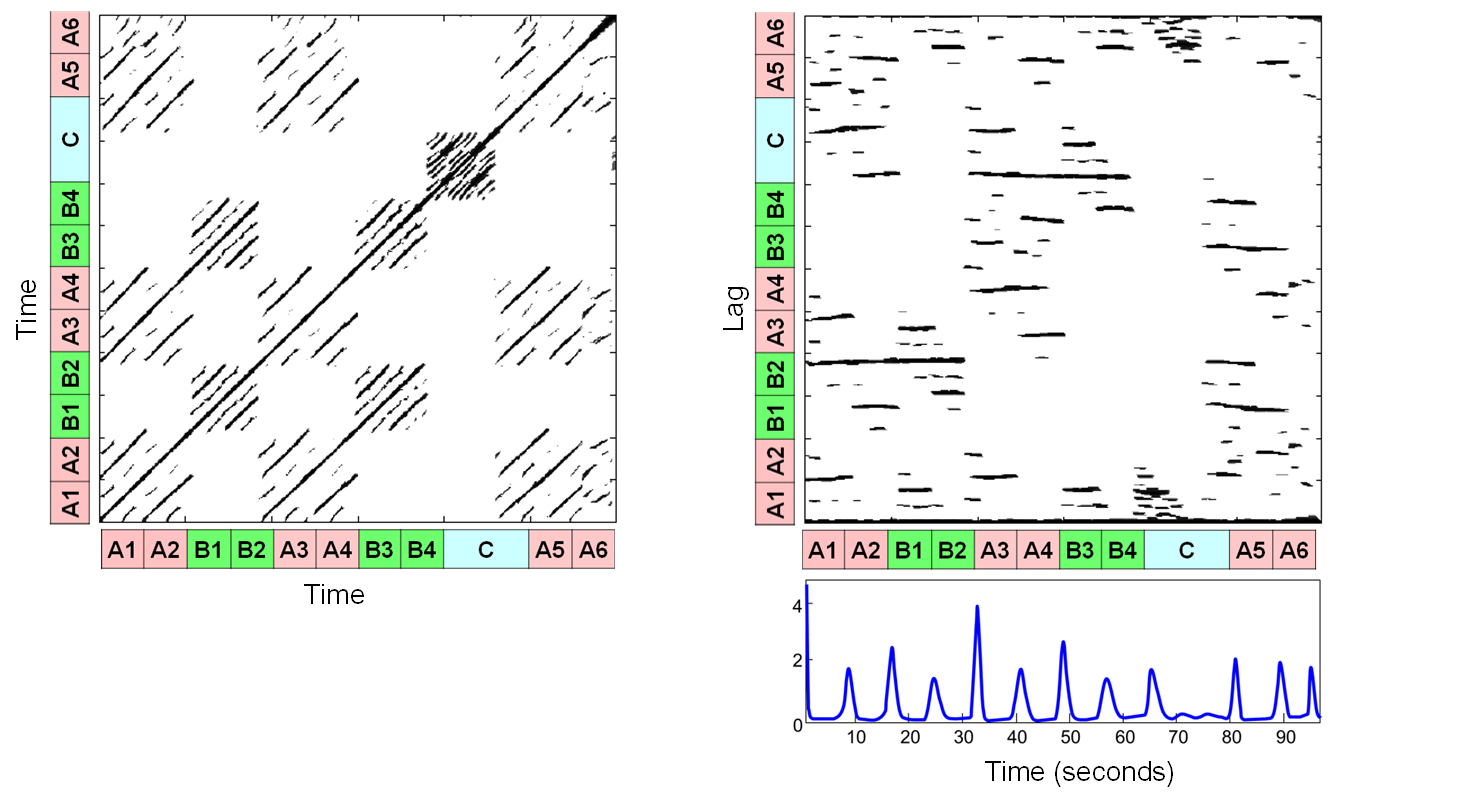 A6
A5
C
B4
B3
A4
A3
B2
B1
A2
A1
Time
A1 A2 B1 B2 A3 A4 B3 B4 C A5 A6
Time
A6
A5
C
B4
B3
A4
A3
B2
B1
A2
A1
Lag
A1 A2 B1 B2 A3 A4 B3 B4 C A5 A6
4
2
0
10 20 30 40 50 60 70 80 90
Time (seconds)